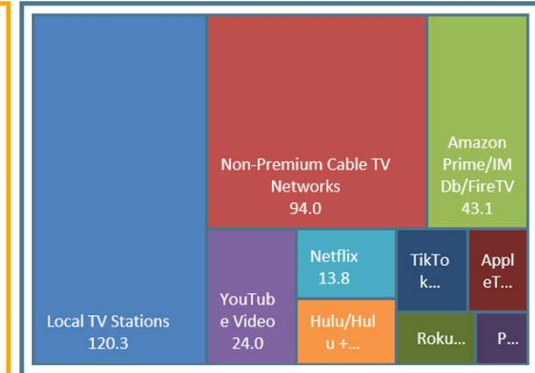 Local TV Stations
120.3
Non-Premium Cable TV
Networks
94.0
Amazon
Prime/IM
Db/FireTV
43.1
YouTub
e Video
24.0
Netflix
13.8
Hulu/Hul
u +...
TikTo
k...
Appl
eT...
Roku...
P...